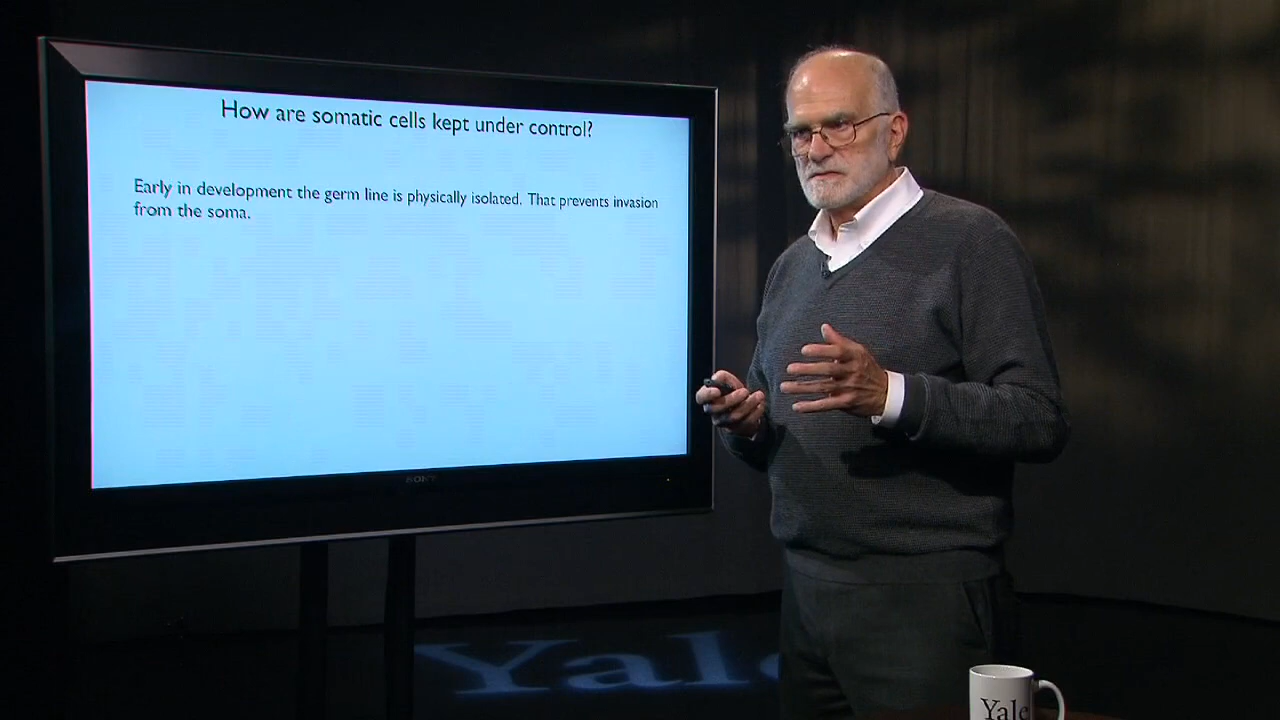 How are somatic cells kept under control?
Early in development the germ line is physically isolated. That prevents invasion
from the soma.
SONY
Yale
Yale